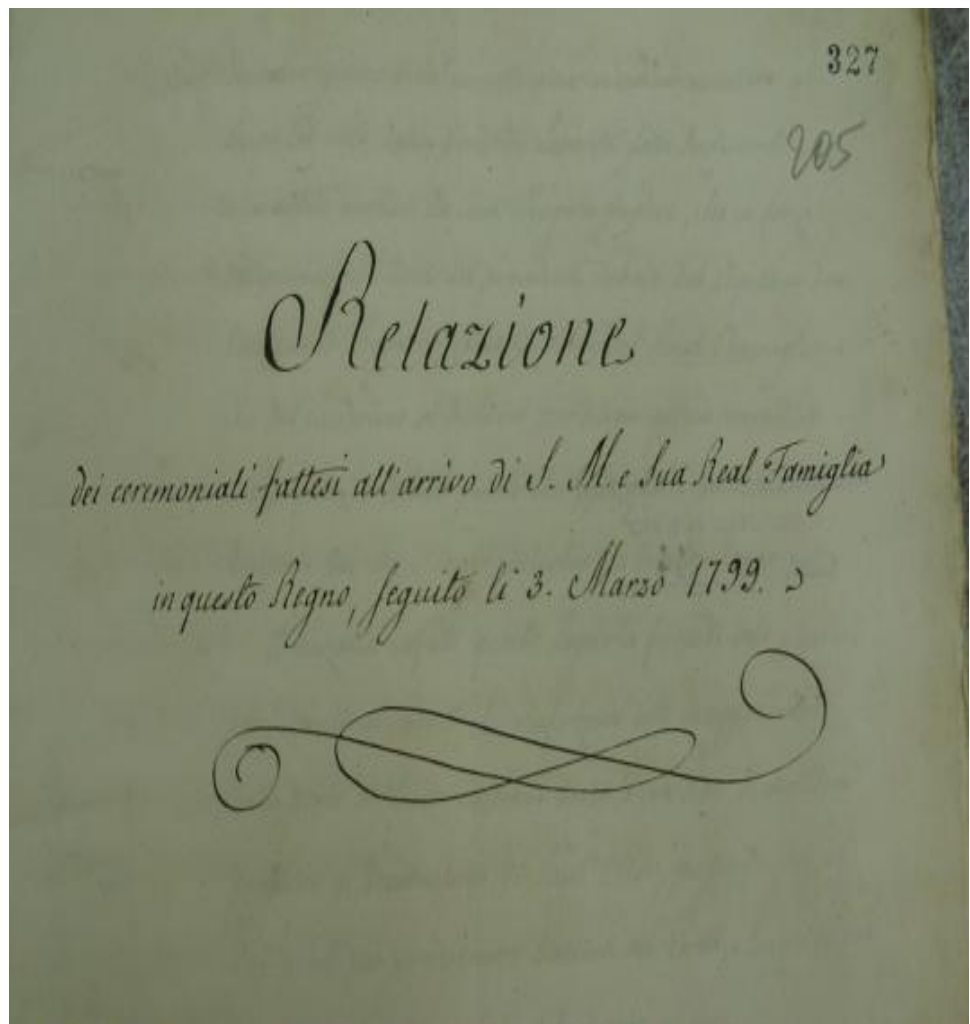 327
205
Relazione
dei ceremoniali fattesi all'arrivo di S. M. e Sua Real Famiglia
in questo Regno, seguito li 3. Marzo 1799.